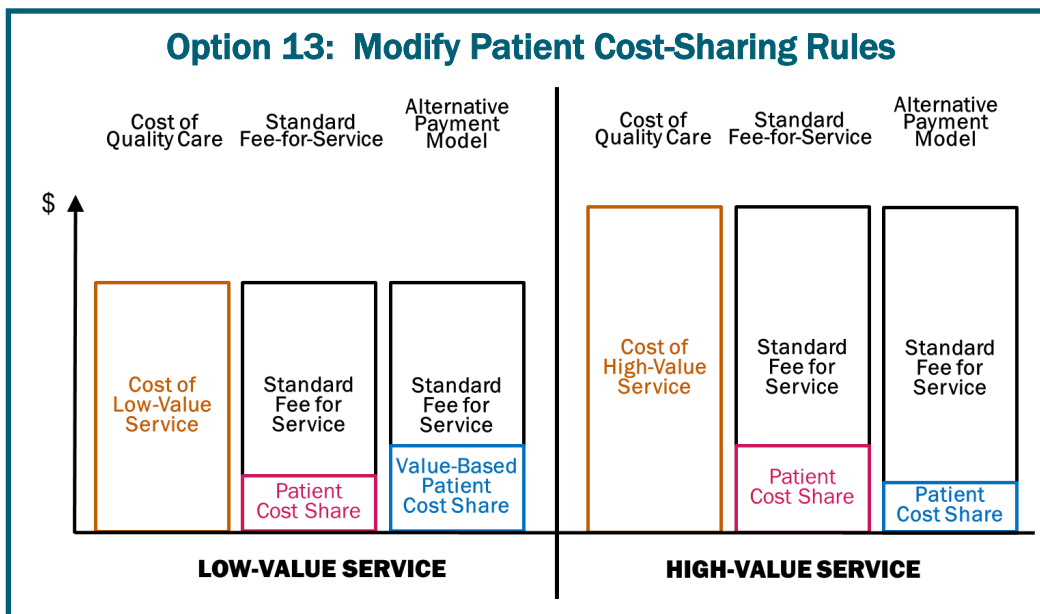 Option 13: Modify Patient Cost-Sharing Rules
Cost of
Quality Care
Standard
Fee-for-Service
Alternative
Payment
Model
Cost of
Quality Care
Standard
Fee-for-Service
Alternative
Payment
Model
$
Cost of
Low-Value
Service
Standard
Fee for
Service
Patient
Cost Share
Standard
Fee for
Service
Value-Based
Patient
Cost Share
Cost of
High-Value
Service
Standard
Fee for
Service
Patient
Cost Share
Standard
Fee for
Service
Patient
Cost Share
LOW-VALUE SERVICE
HIGH-VALUE SERVICE